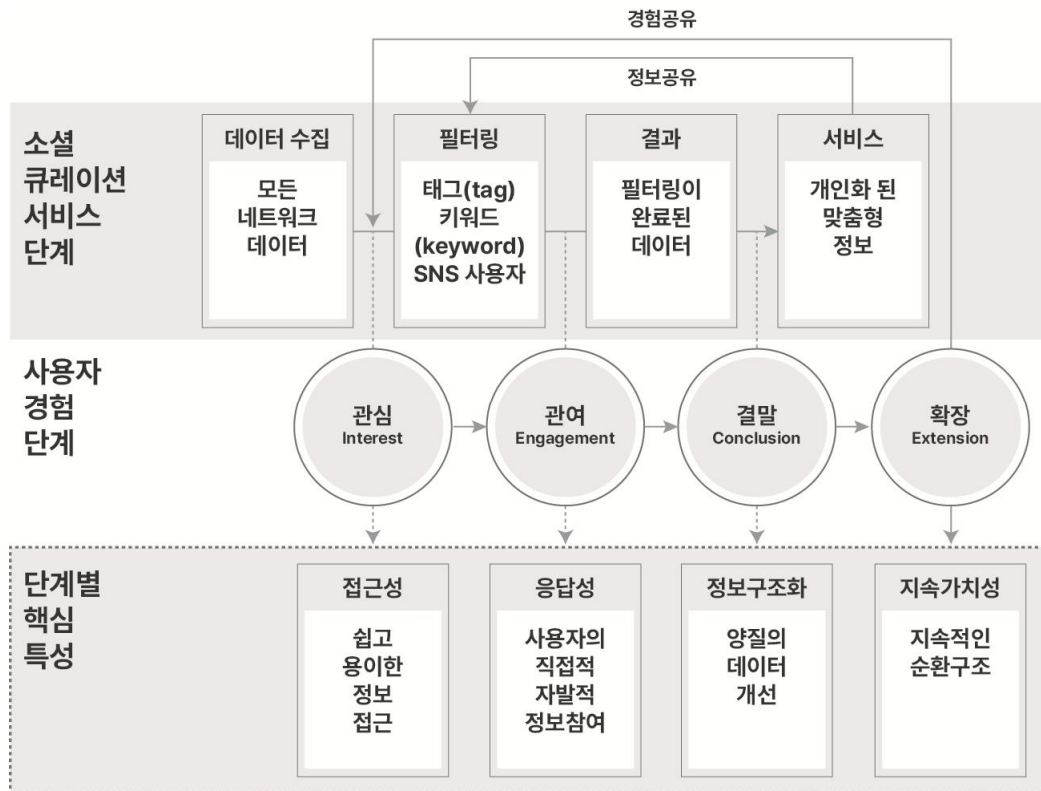 경험공유
정보공유
소셜
큐레이션
서비스
단계
데이터 수집
모든
네트워크
데이터
필터링
태그(tag)
키워드
(keyword)
SNS 사용자
결과
필터링이
완료된
데이터
서비스
개인화 된
맞춤형
정보
사용자
경험
단계
관심
Interest
관여
Engagement
결말
Conclusion
확장
Extension
단계별
핵심
특성
접근성
쉽고
용이한
정보
접근
응답성
사용자의
직접적
자발적
정보참여
정보구조화
양질의
데이터
개선
지속가치성
지속적인
순환구조